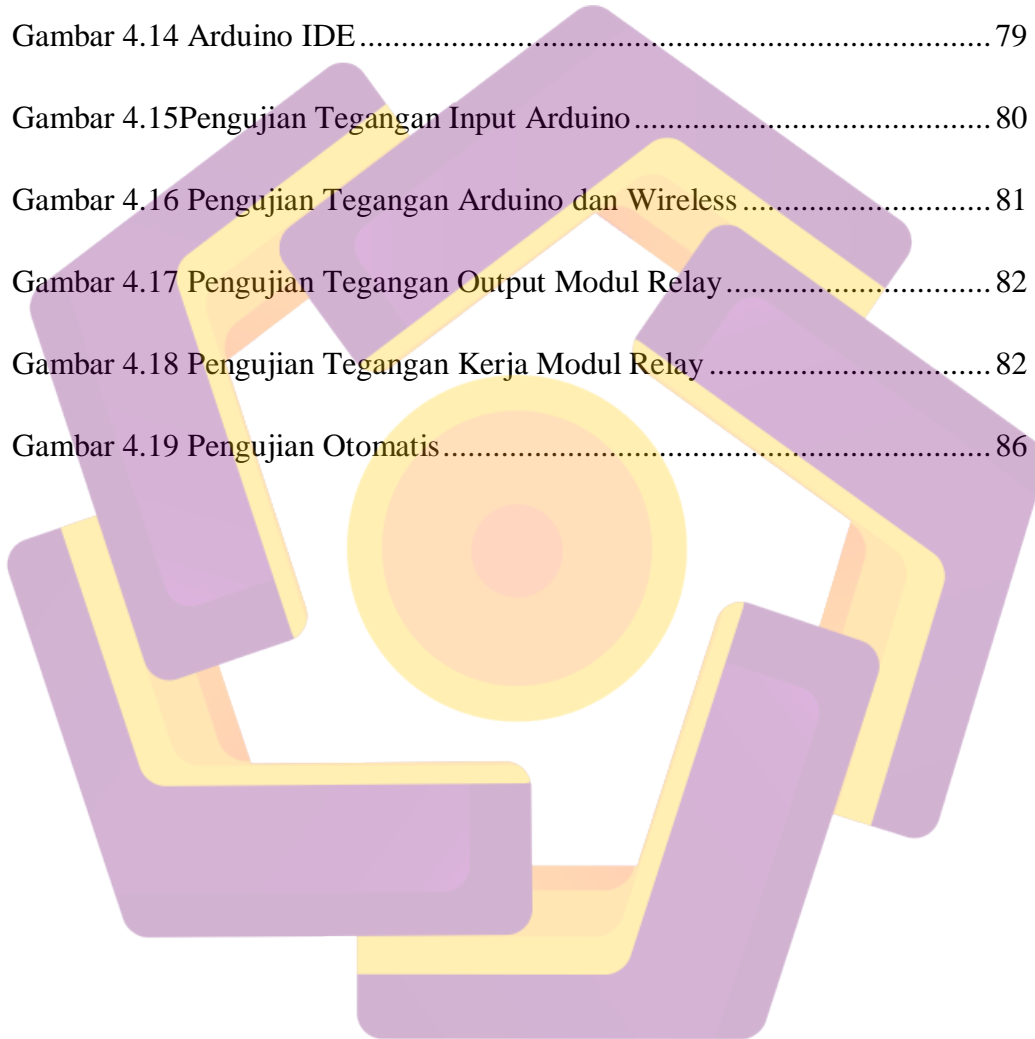 Gambar 4.14 Arduino IDE............................................................................... 79
Gambar 4.15Pengujian Tegangan Input Arduino............................................. 80
Gambar 4.16 Pengujian Tegangan Arduino dan Wireless............................... 81
Gambar 4.17 Pengujian Tegangan Output Modul Relay................................. 82
Gambar 4.18 Pengujian Tegangan Kerja Modul Relay................................... 82
Gambar 4.19 Pengujian Otomatis..................................................................... 86